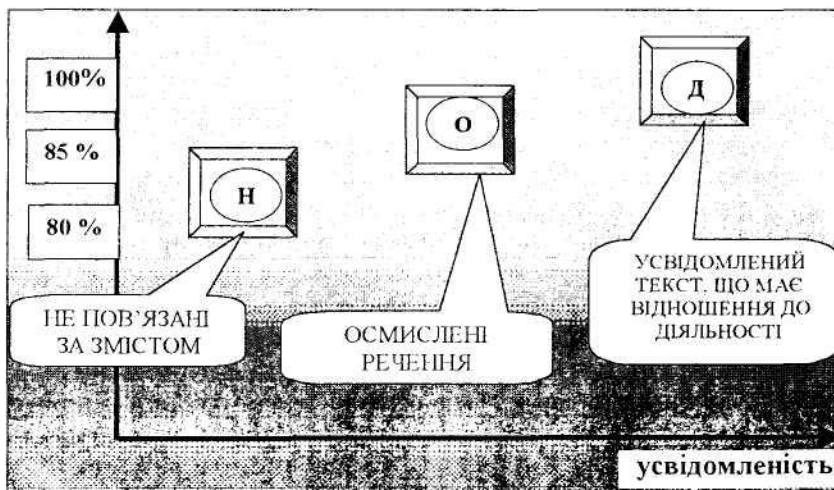 100%
85 %
80 %
Н
О
Д
НЕ ПОВ`ЯЗАНІ
ЗА ЗМІСТОМ
ОСМИСЛЕНІ
РЕЧЕННЯ
УСВІДОМЛЕНИЙ
ТЕКСТ, ЩО МАЄ
ВІДНОШЕННЯ ДО
ДІЯЛЬНОСТІ
усвідомленість